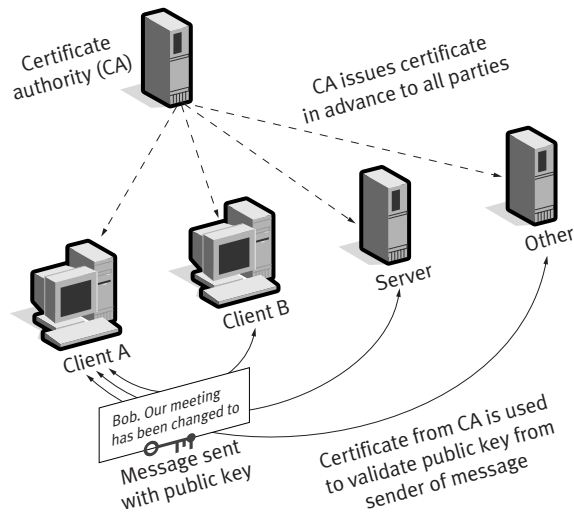 Certificate
authority (CA)
CA issues certificate
in advance to all parties
Other
Server
Client B
Client A
Bob. Our meeting
has been changed to
Message sent
with public key
Certificate from CA is used
to validate public key from
sender of message